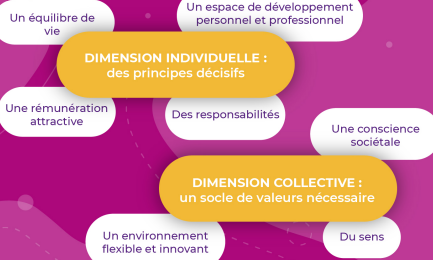 Un équilibre de
vie
Un espace de développement
personnel et professionnel
DIMENSION INDIVIDUELLE :
des principes décisifs
Une rémunération
attractive
Des responsabilités
Une conscience
sociétale
DIMENSION COLLECTIVE :
un socle de valeurs nécessaire
Un environnement
flexible et innovant
Du sens